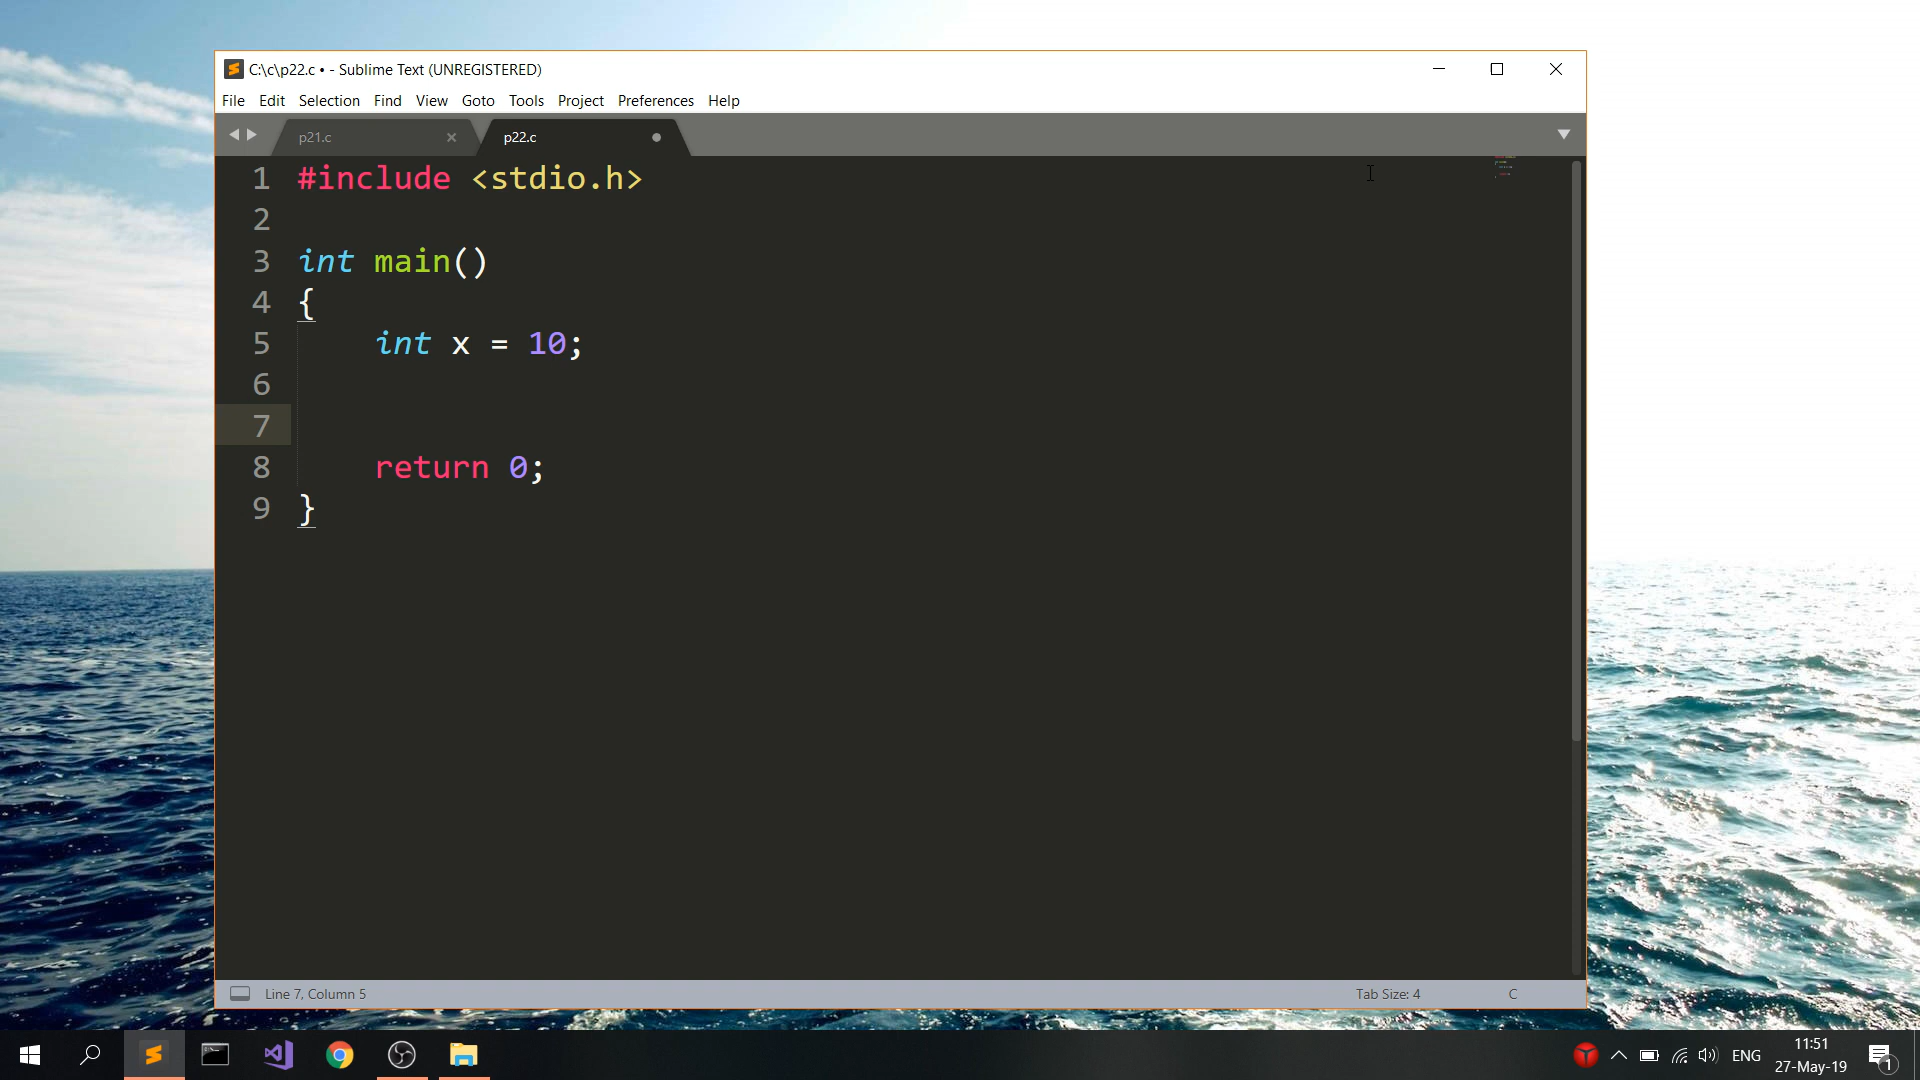 C:\c\p22.c • - Sublime Text (UNREGISTERED)
File Edit Selection Find View Goto Tools Project Preferences Help
p21.c p22.c
1 #include <stdio.h>
2
3 int main()
4 {
5 int x = 10;
6
7
8 return 0;
9 }
Line 7, Column 5 Tab Size: 4 C
ENG 11:51
27-May-19 1